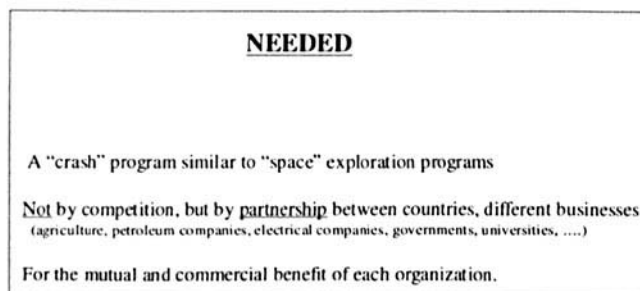 NEEDED
A "crash" program similar to "space" exploration programs
Not by competition, but by partnership between countries, different businesses
(agriculture, petroleum companies, electrical companies, governments, universities, ....)
For the mutual and commercial benefit of each organization.